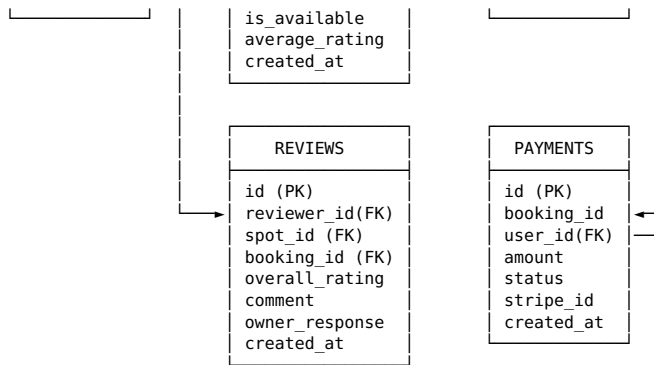 is_available
average_rating
created_at
REVIEWS
id (PK)
reviewer_id(FK)
spot_id (FK)
booking_id (FK)
overall_rating
comment
owner_response
created_at
PAYMENTS
id (PK)
booking_id
user_id(FK)
amount
status
stripe_id
created_at